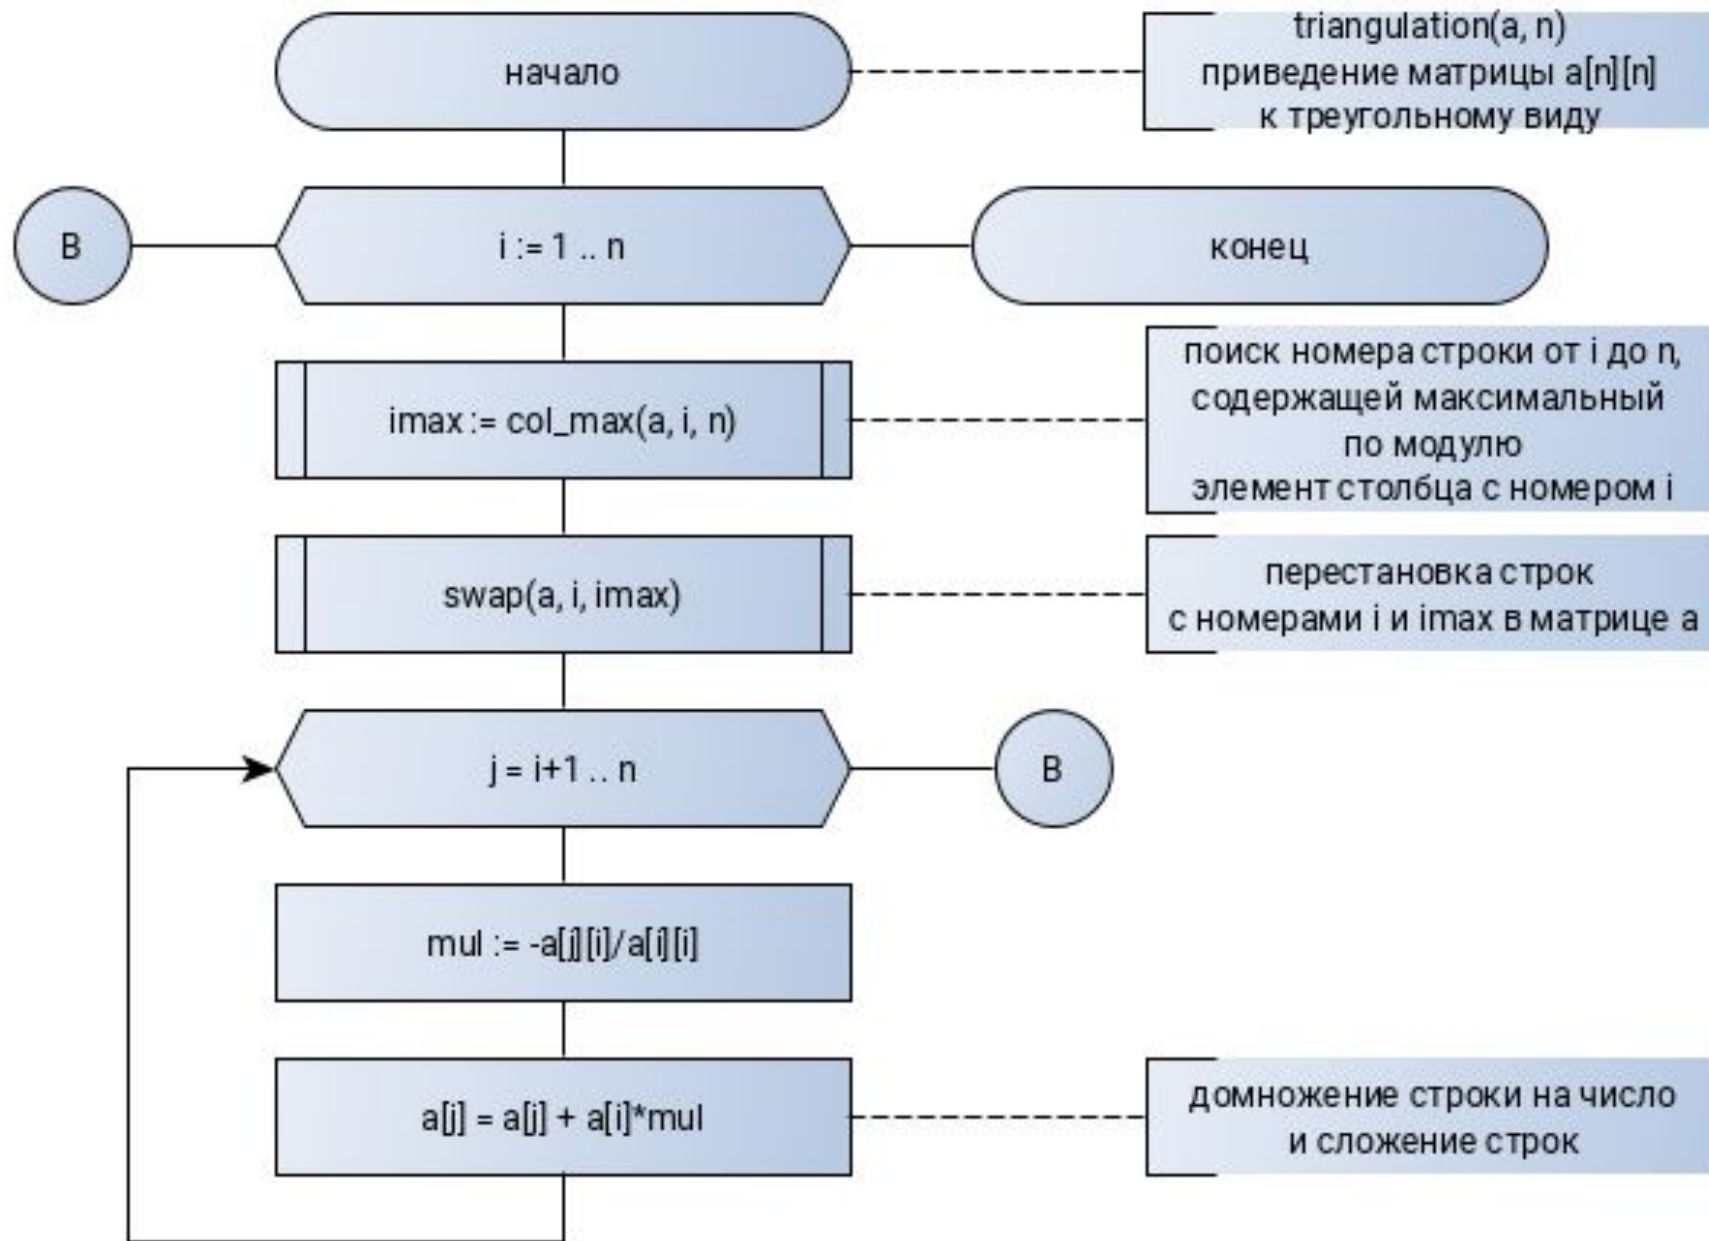 начало
triangulation(a, n)
приведение матрицы a[n][n]
к треугольному виду
B
i := 1 .. n
конец
imax := col_max(a, i, n)
поиск номера строки от i до n,
содержащей максимальный
по модулю
элемент столбца с номером i
swap(a, i, imax)
перестановка строк
с номерами i и imax в матрице a
j = i+1 .. n
B
mul := -a[j][i]/a[i][i]
a[j] = a[j] + a[i]*mul
домножение строки на число
и сложение строк